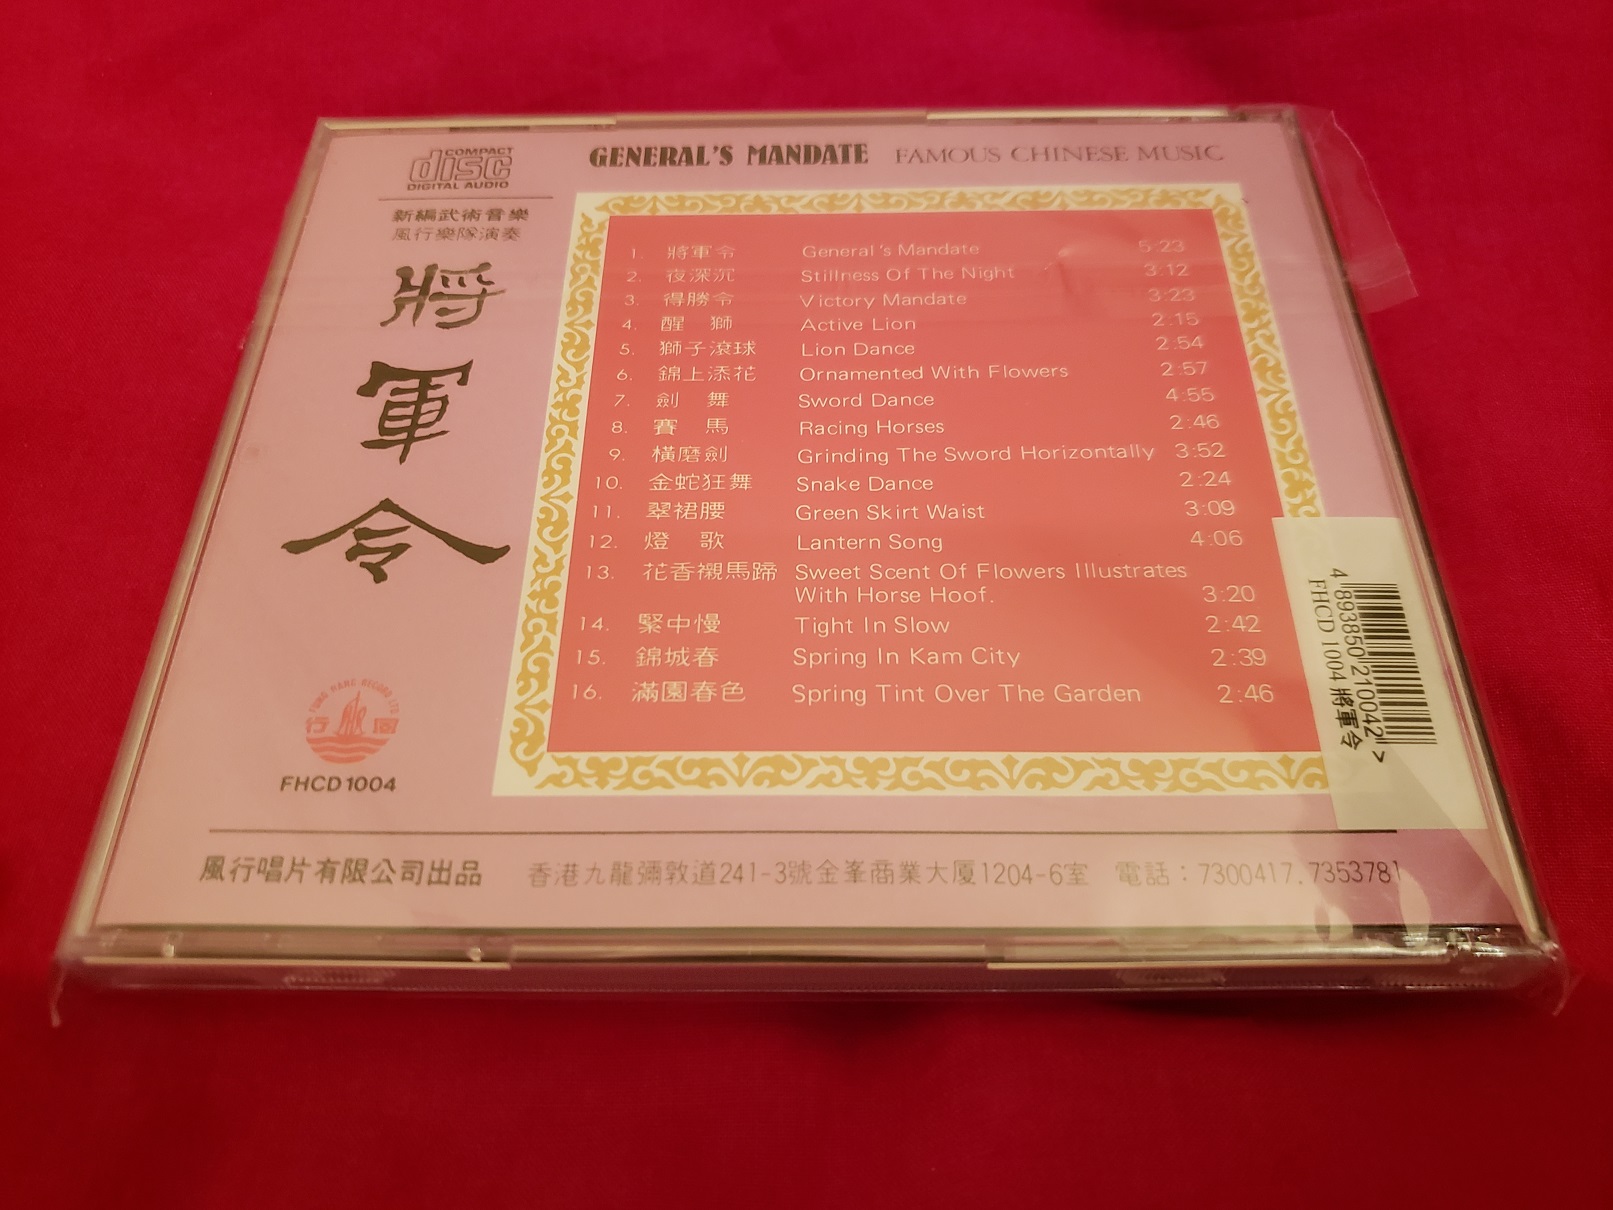 COMPACT
disc
DIGITAL AUDIO
GENERAL'S MANDATE FAMOUS CHINESE MUSIC
新編武術音樂
風行樂隊演奏
將軍令
1. 將軍令 General's Mandate 5:23
2. 夜深沉 Stillness Of The Night 3:12
3. 得勝令 Victory Mandate 3:23
4. 醒 獅 Active Lion 2:15
5. 獅子滾球 Lion Dance 2:54
6. 錦上添花 Ornamented With Flowers 2:57
7. 劍 舞 Sword Dance 4:55
8. 賽 馬 Racing Horses 2:46
9. 橫磨劍 Grinding The Sword Horizontally 3:52
10. 金蛇狂舞 Snake Dance 2:24
11. 翠裙腰 Green Skirt Waist 3:09
12. 燈 歌 Lantern Song 4:06
13. 花香襯馬蹄 Sweet Scent Of Flowers Illustrates
With Horse Hoof. 3:20
14. 緊中慢 Tight In Slow 2:42
15. 錦城春 Spring In Kam City 2:39
16. 滿園春色 Spring Tint Over The Garden 2:46
4 893850 210042 >
FHCD 1004 將軍令
FUNG HANG RECORD LTD
行 風
FHCD1004
風行唱片有限公司出品 香港九龍彌敦道241-3號金峯商業大廈1204-6室 電話：7300417.7353781